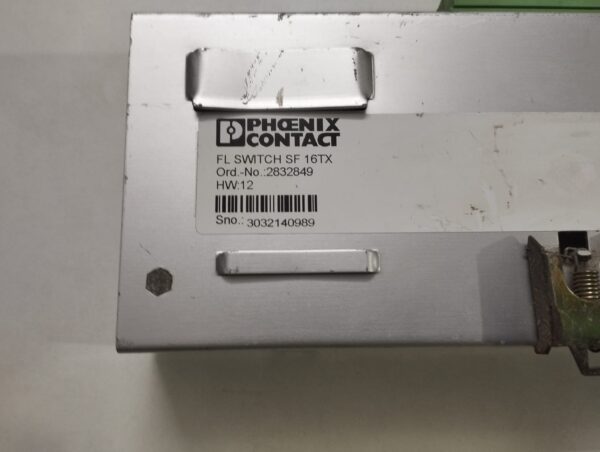 PHŒNIX
CONTACT
FL SWITCH SF 16TX
Ord.-No.:2832849
HW:12
Sno.: 3032140989